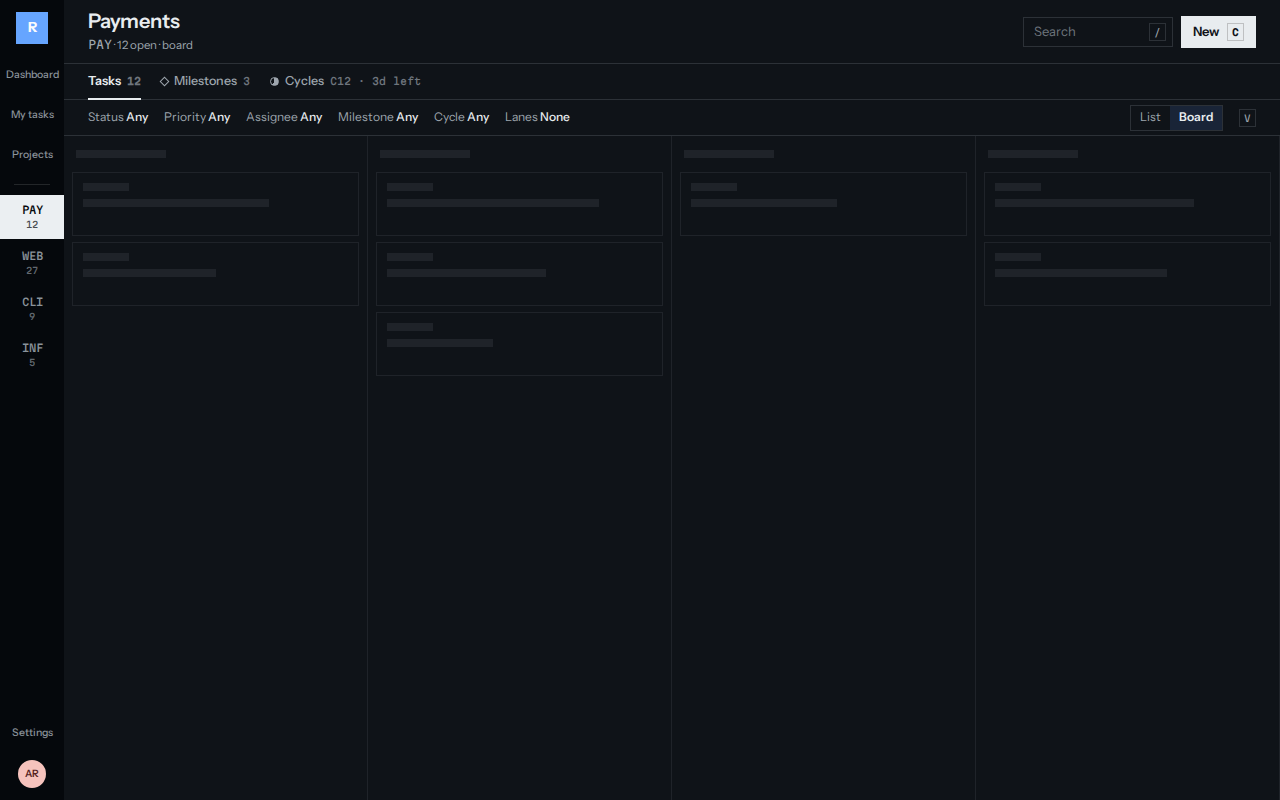 R
Dashboard
My tasks
Projects
PAY
12
WEB
27
CLI
9
INF
5
Settings
AR
Payments
PAY·12 open·board
Search /
New C
Tasks 12 Milestones 3 Cycles C12 · 3d left
Status Any Priority Any Assignee Any Milestone Any Cycle Any Lanes None
List Board V